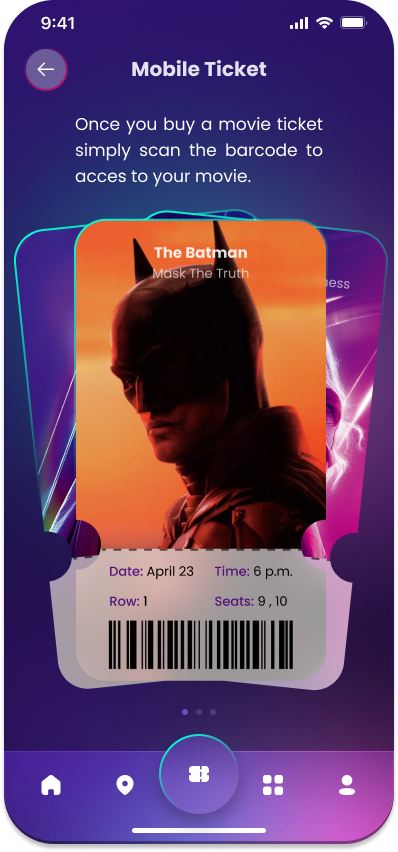 9:41
Mobile Ticket
Once you buy a movie ticket
simply scan the barcode to
acces to your movie.
The Batman
Mask The Truth
Date: April 23 Time: 6 p.m.
Row: 1 Seats: 9 , 10